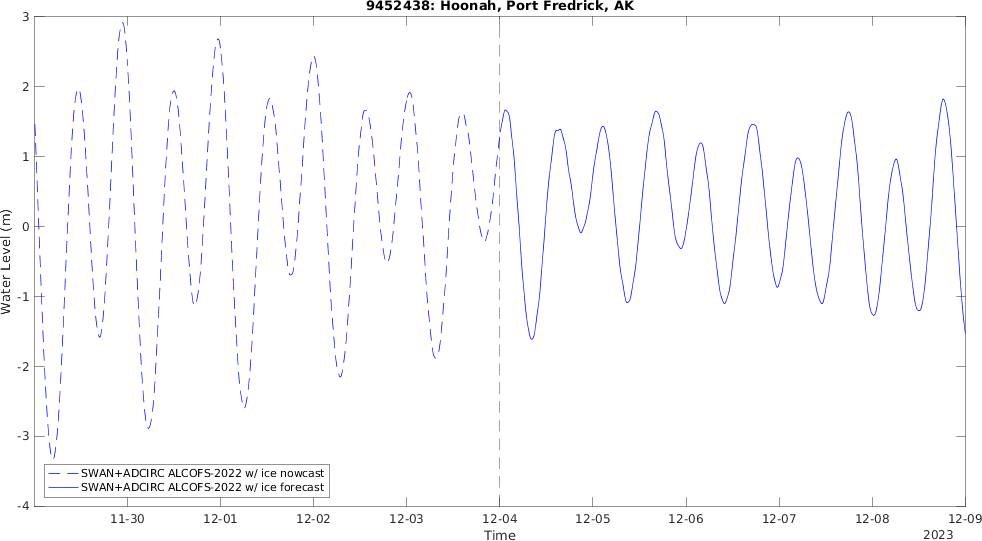 9452438: Hoonah, Port Fredrick, AK
3
2
1
0
-1
-2
-3
-4
Water Level (m)
SWAN+ADCIRC ALCOFS-2022 w/ ice nowcast
SWAN+ADCIRC ALCOFS-2022 w/ ice forecast
11-30 12-01 12-02 12-03 12-04 12-05 12-06 12-07 12-08 12-09
Time
2023